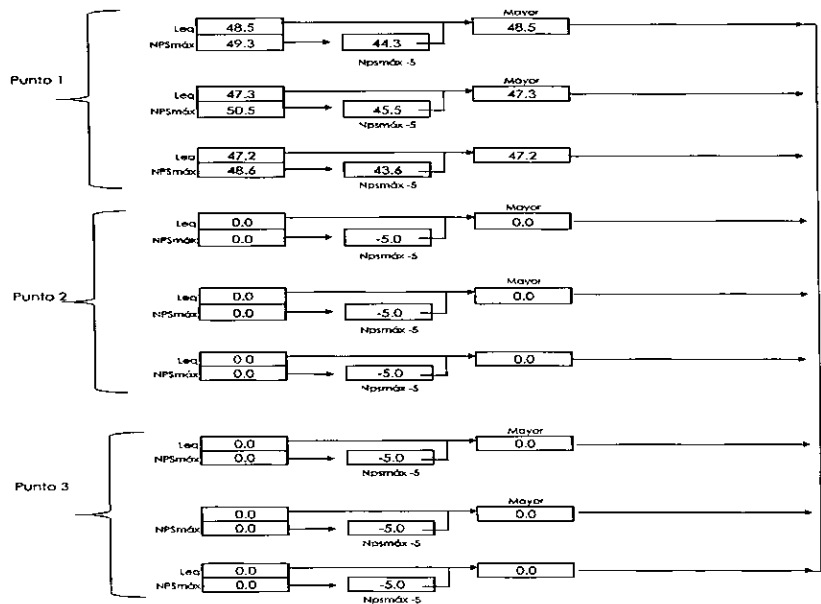 Mayor
Leq 48.5 48.5
NPSmáx 49.3 44.3
Npsmáx -5
Punto 1
Mayor
Leq 47.3 47.3
NPSmáx 50.5 45.5
Npsmáx -5
Leq 47.2 47.2
NPSmáx 48.6 43.6
Npsmáx -5
Mayor
Leq 0.0 0.0
NPSmáx 0.0 -5.0
Npsmáx -5
Punto 2
Mayor
Leq 0.0 0.0
NPSmáx 0.0 -5.0
Npsmáx -5
Leq 0.0 0.0
NPSmáx 0.0 -5.0
Npsmáx -5
Mayor
Leq 0.0 0.0
NPSmáx 0.0 -5.0
Npsmáx -5
Punto 3
Mayor
0.0 0.0
NPSmáx 0.0 -5.0
Npsmáx -5
Leq 0.0 0.0
NPSmáx 0.0 -5.0
Npsmáx -5